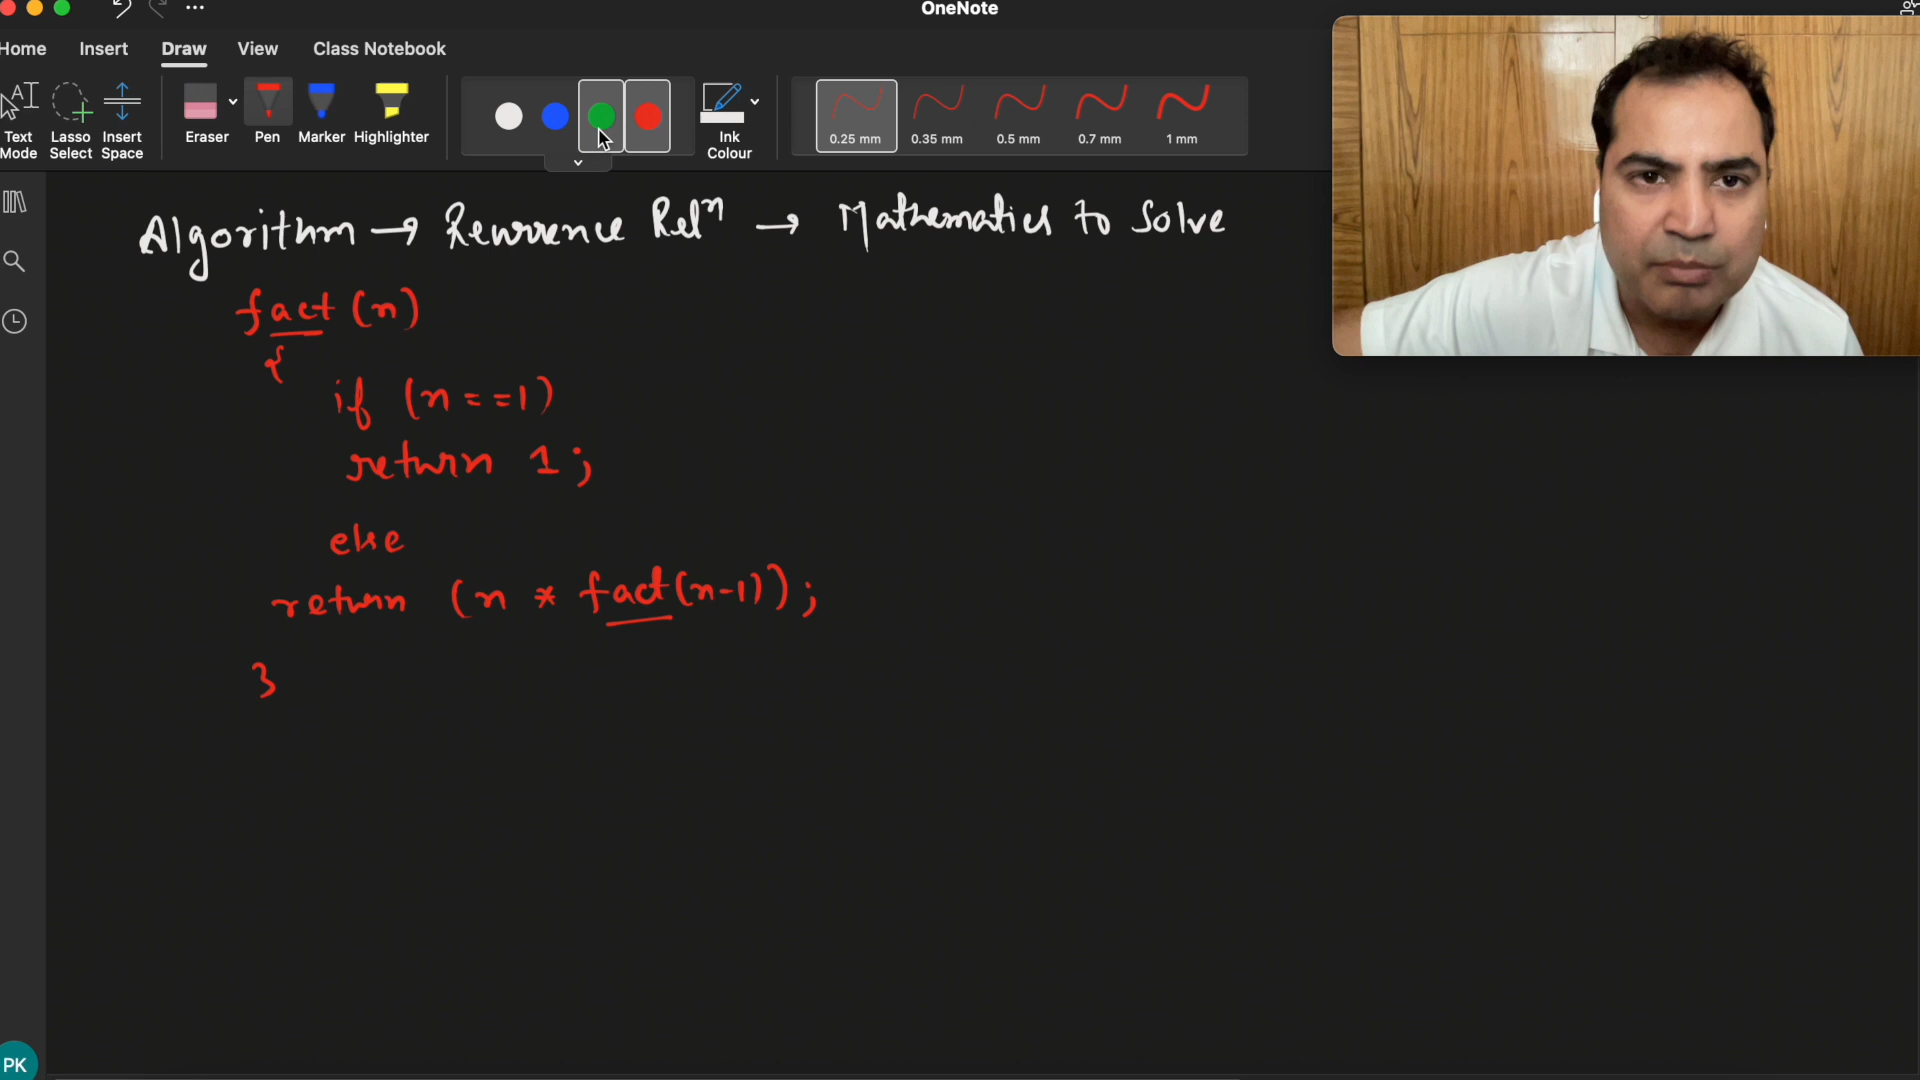 OneNote
Home Insert Draw View Class Notebook
Text Mode
Lasso Select
Insert Space
Eraser
Pen
Marker
Highlighter
Ink Colour
0.25 mm
0.35 mm
0.5 mm
0.7 mm
1 mm
Algorithm → Recurrence Relⁿ → Mathematics to Solve
fact (n)
{
if (n==1)
return 1;
else
return (n * fact(n-1));
}
PK